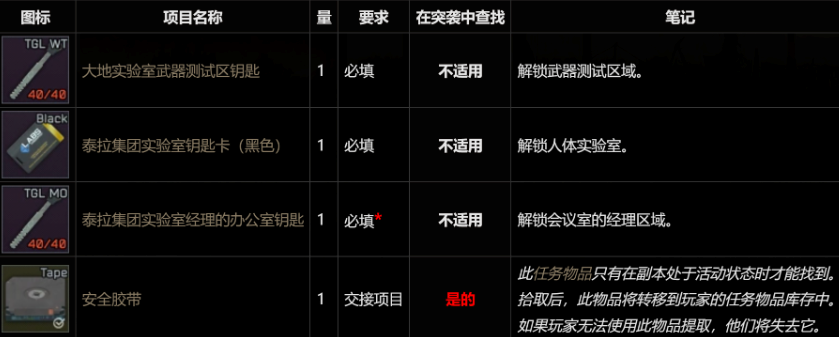 图标 项目名称 量 要求 在突袭中查找 笔记
TGL WT
40/40
大地实验室武器测试区钥匙 1 必填 不适用 解锁武器测试区域。
Black
LABS
泰拉集团实验室钥匙卡（黑色） 1 必填 不适用 解锁人体实验室。
TGL MO
40/40
泰拉集团实验室经理的办公室钥匙 1 必填* 不适用 解锁会议室的经理区域。
Tape
安全胶带 1 交接项目 是的 此任务物品只有在副本处于活动状态时才能找到。
拾取后，此物品将转移到玩家的任务物品库存中。
如果玩家无法使用此物品提取，他们将失去它。